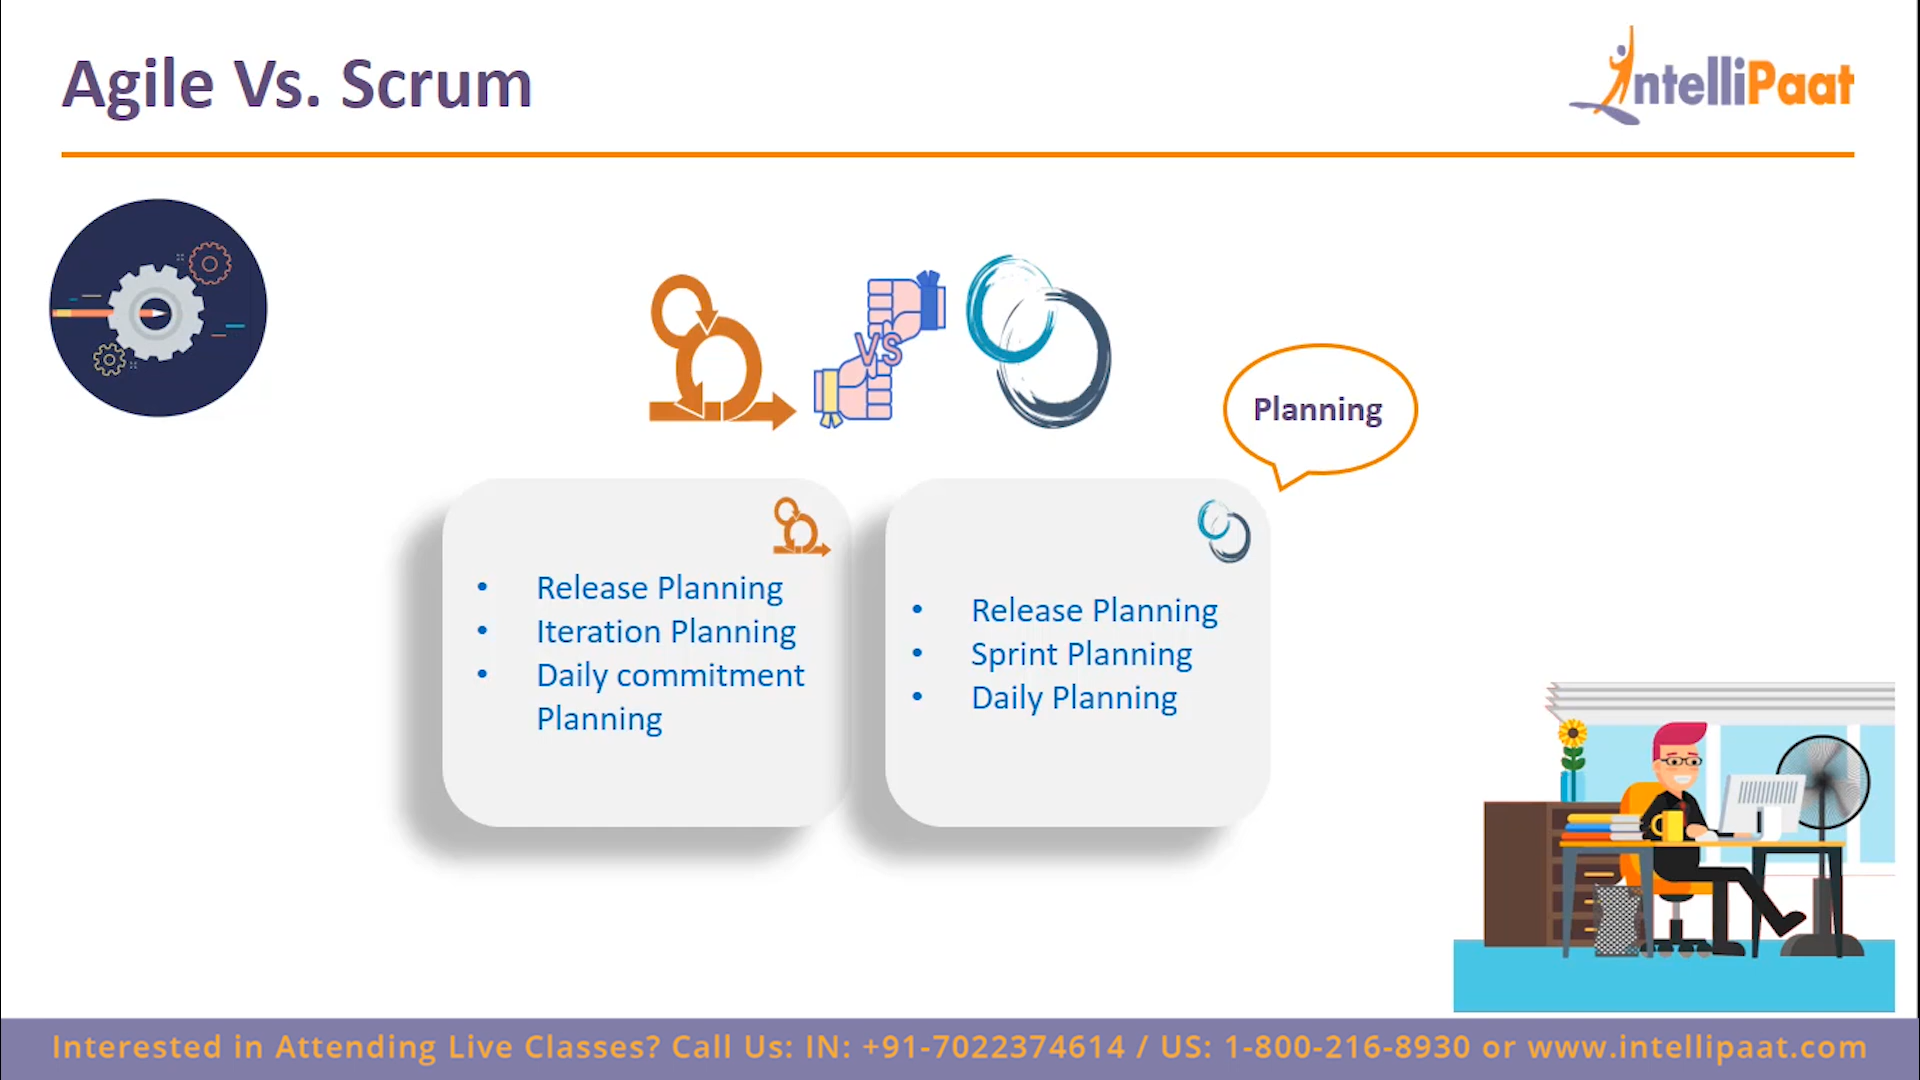 Agile Vs. Scrum
IntelliPaat
VS
Planning
• Release Planning
• Iteration Planning
• Daily commitment
Planning
• Release Planning
• Sprint Planning
• Daily Planning
Interested in Attending Live Classes? Call Us: IN: +91-7022374614 / US: 1-800-216-8930 or www.intellipaat.com